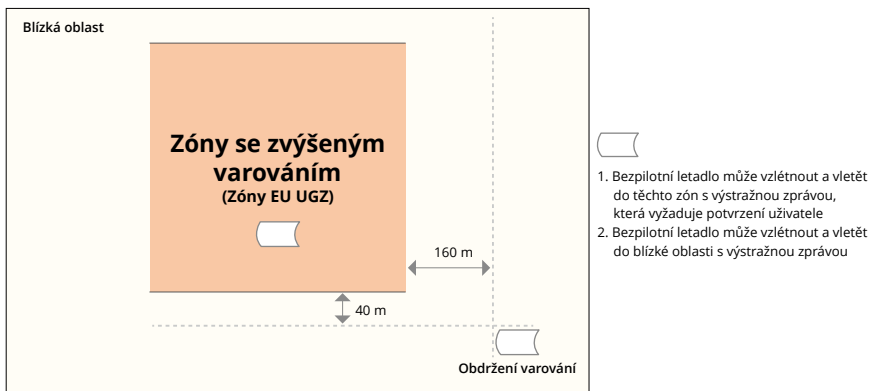 Blízká oblast
Zóny se zvýšeným
varováním
(Zóny EU UGZ)
160 m
40 m
Obdržení varování
1. Bezpilotní letadlo může vzlétnout a vletět
do těchto zón s výstražnou zprávou,
která vyžaduje potvrzení uživatele
2. Bezpilotní letadlo může vzlétnout a vletět
do blízké oblasti s výstražnou zprávou